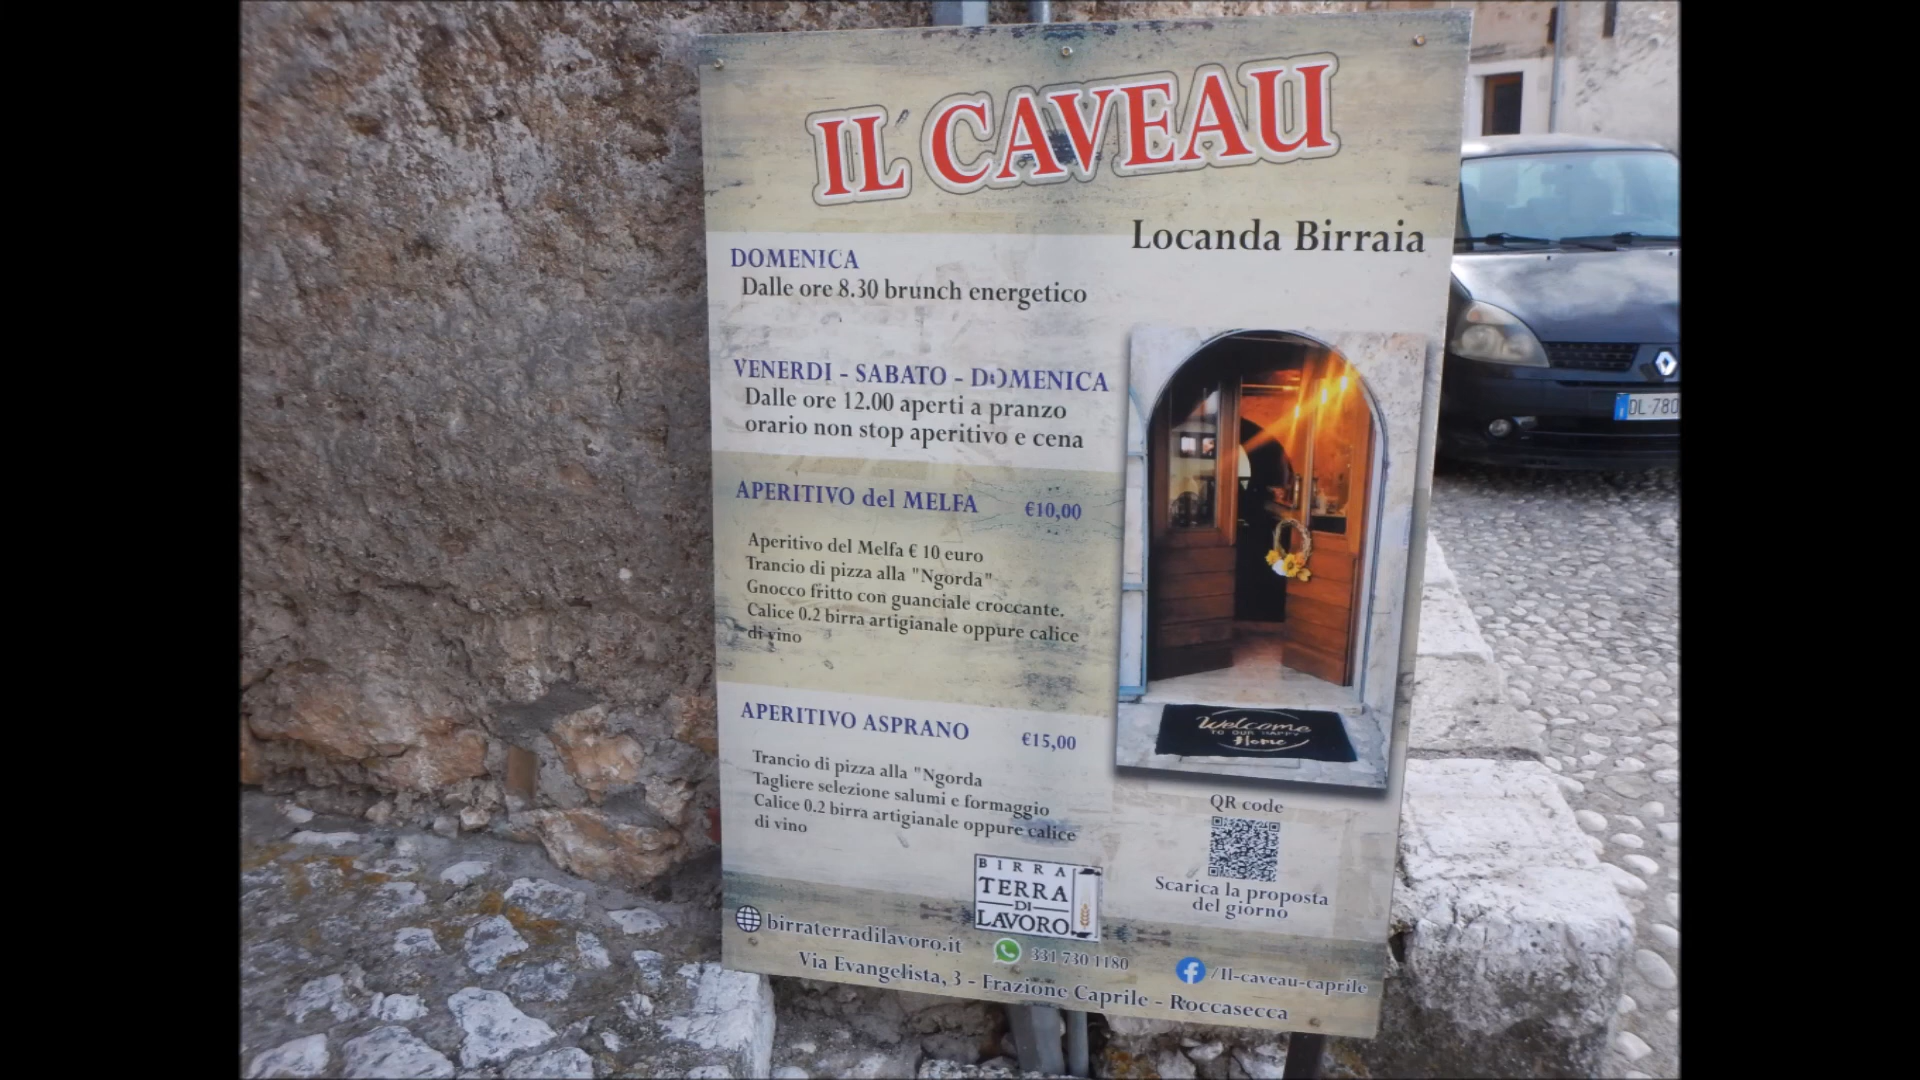 IL CAVEAU
Locanda Birraia
DOMENICA
Dalle ore 8.30 brunch energetico
VENERDI - SABATO - DOMENICA
Dalle ore 12.00 aperti a pranzo
orario non stop aperitivo e cena
APERITIVO del MELFA €10,00
Aperitivo del Melfa € 10 euro
Trancio di pizza alla "Ngorda"
Gnocco fritto con guanciale croccante.
Calice 0.2 birra artigianale oppure calice
di vino
APERITIVO ASPRANO €15,00
Trancio di pizza alla "Ngorda
Tagliere selezione salumi e formaggio
Calice 0.2 birra artigianale oppure calice
di vino
Welcome
TO OUR HAPPY
Home
QR code
Scarica la proposta
del giorno
BIRRA
TERRA
DI
LAVORO
birraterradilavoro.it
331 730 1180
/Il-caveau-caprile
Via Evangelista, 3 - Frazione Caprile - Roccasecca
DL 780